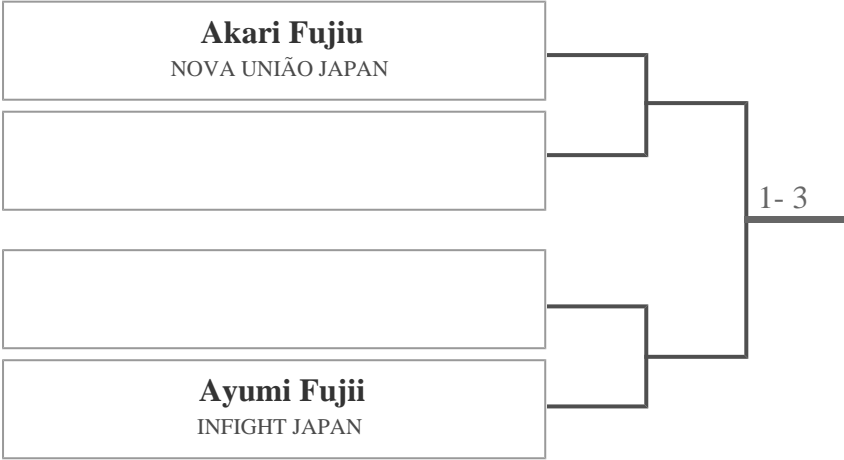 Akari Fujiu
NOVA UNIÃO JAPAN
1- 3
Ayumi Fujii
INFIGHT JAPAN